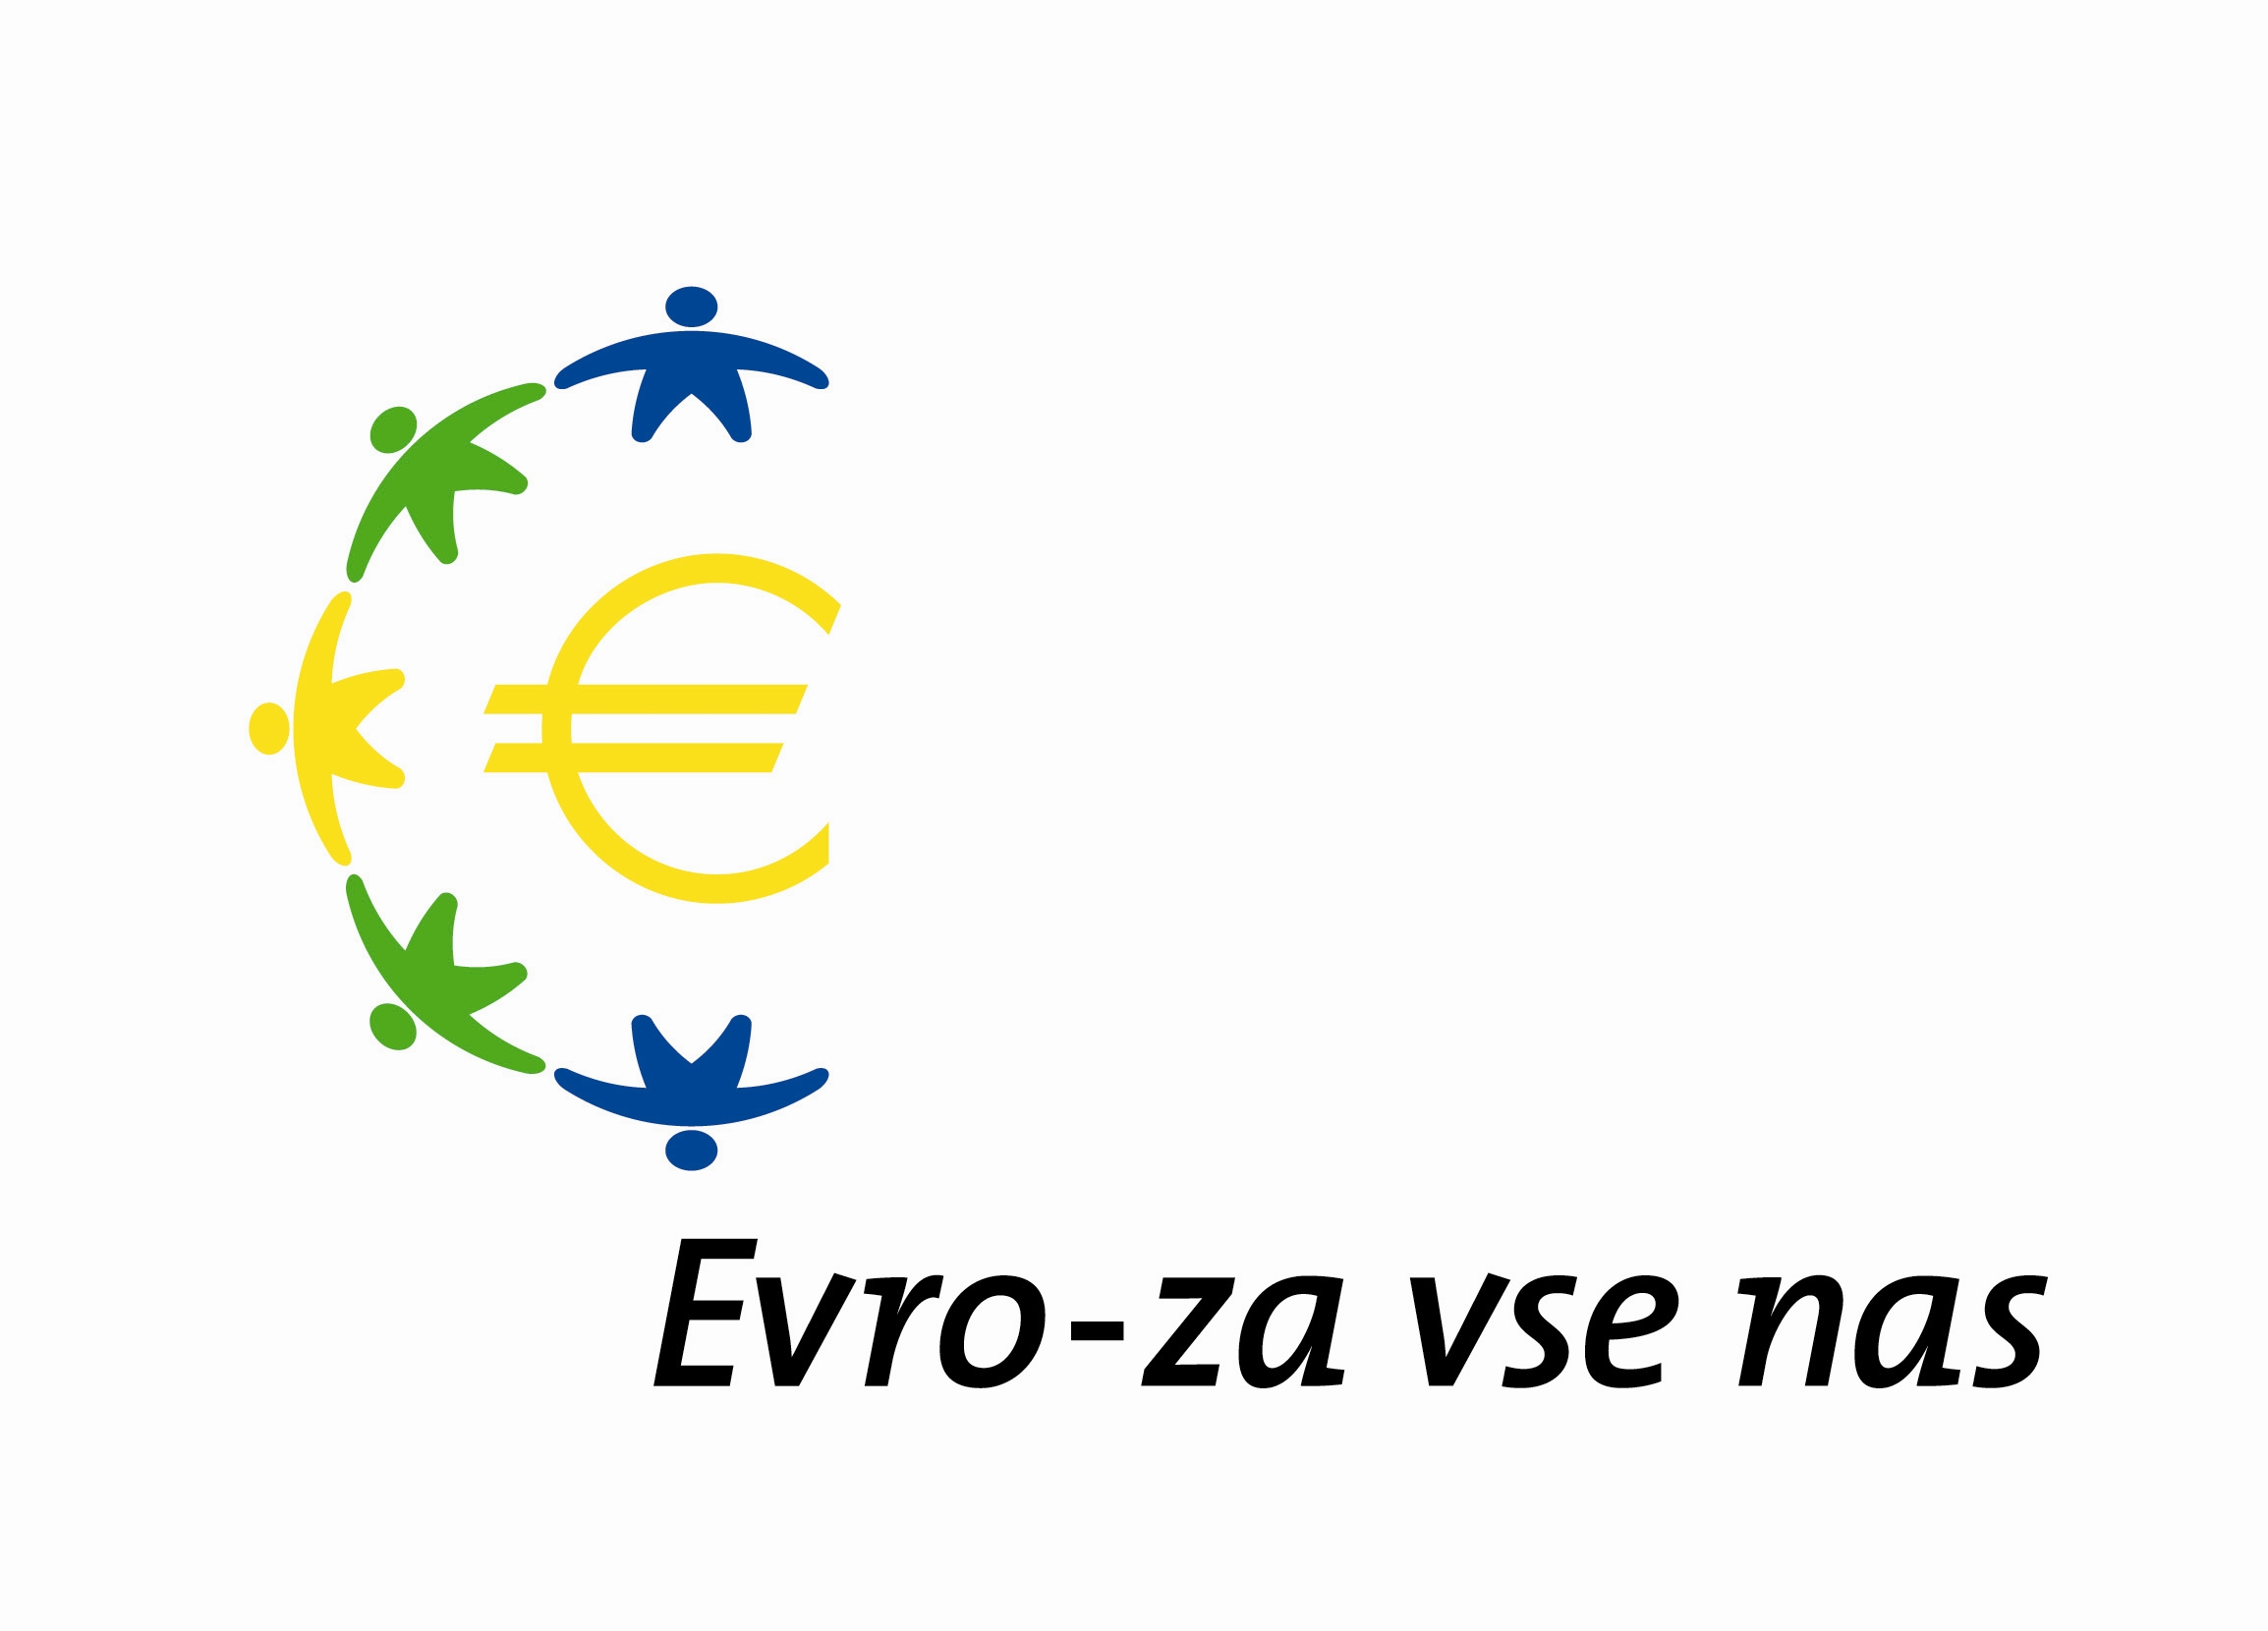 €
Evro-za vse nas